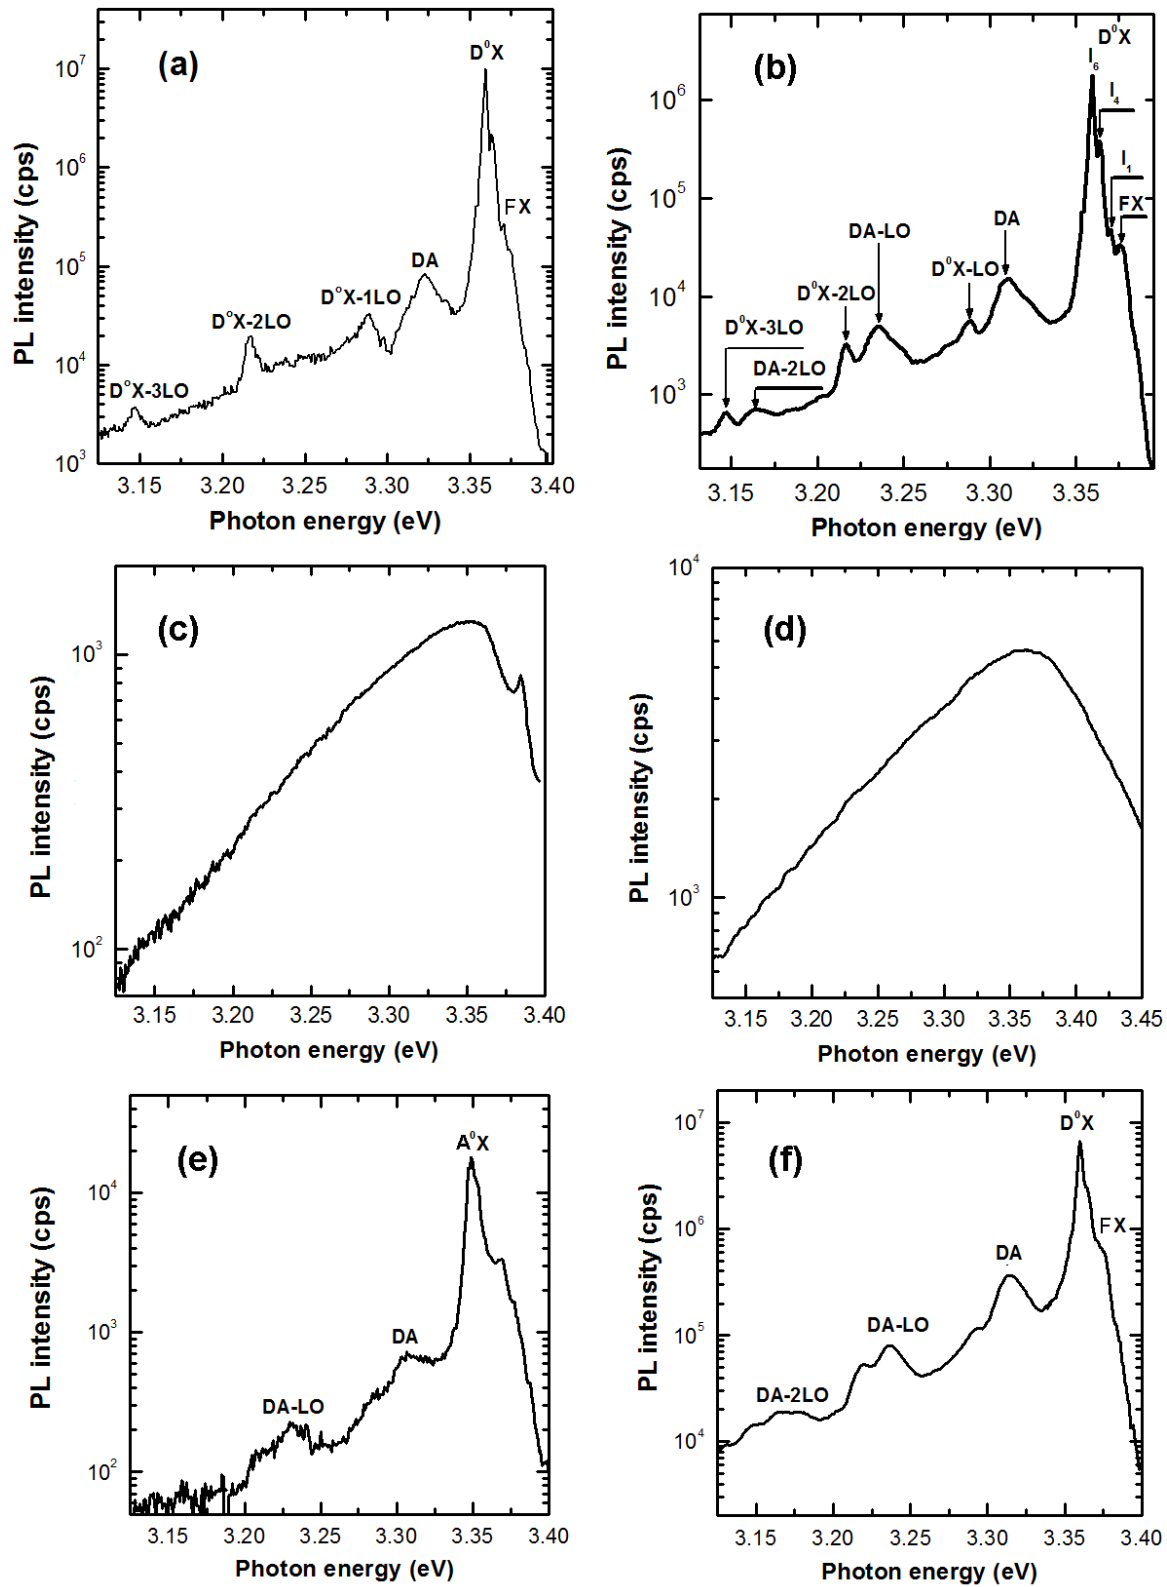 (a)
D⁰X
FX
DA
D⁰X-1LO
D⁰X-2LO
D⁰X-3LO
10⁷
10⁶
10⁵
10⁴
10³
3.15 3.20 3.25 3.30 3.35 3.40
PL intensity (cps)
Photon energy (eV)
(b)
D⁰X
I₆
I₄
I₁
FX
DA
DA-LO
D⁰X-LO
D⁰X-2LO
D⁰X-3LO
DA-2LO
10⁶
10⁵
10⁴
10³
3.15 3.20 3.25 3.30 3.35
PL intensity (cps)
Photon energy (eV)
(c)
10³
10²
3.15 3.20 3.25 3.30 3.35 3.40
PL intensity (cps)
Photon energy (eV)
(d)
10⁴
10³
3.15 3.20 3.25 3.30 3.35 3.40 3.45
PL intensity (cps)
Photon energy (eV)
(e)
A⁰X
DA
DA-LO
10⁴
10³
10²
3.15 3.20 3.25 3.30 3.35 3.40
PL intensity (cps)
Photon energy (eV)
(f)
D⁰X
FX
DA
DA-LO
DA-2LO
10⁷
10⁶
10⁵
10⁴
3.15 3.20 3.25 3.30 3.35 3.40
PL intensity (cps)
Photon energy (eV)